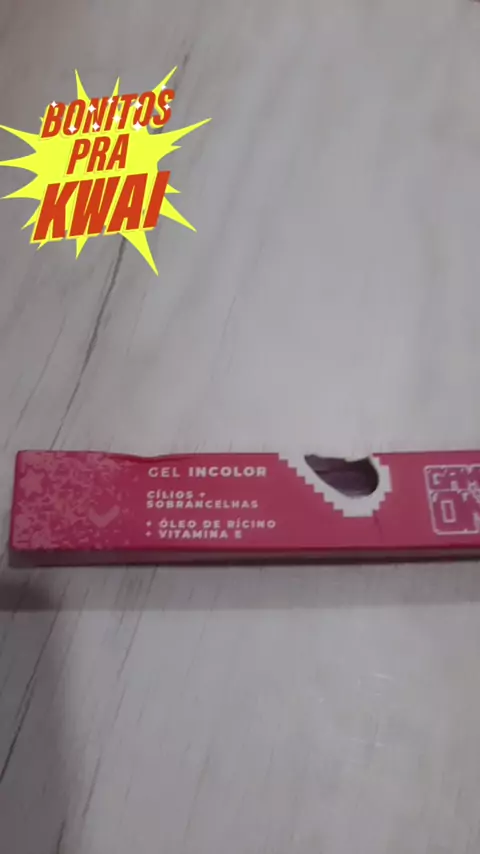 BONITOS
PRA
KWAI
GEL INCOLOR
CÍLIOS +
SOBRANCELHAS
+ ÓLEO DE RÍCINO
+ VITAMINA E